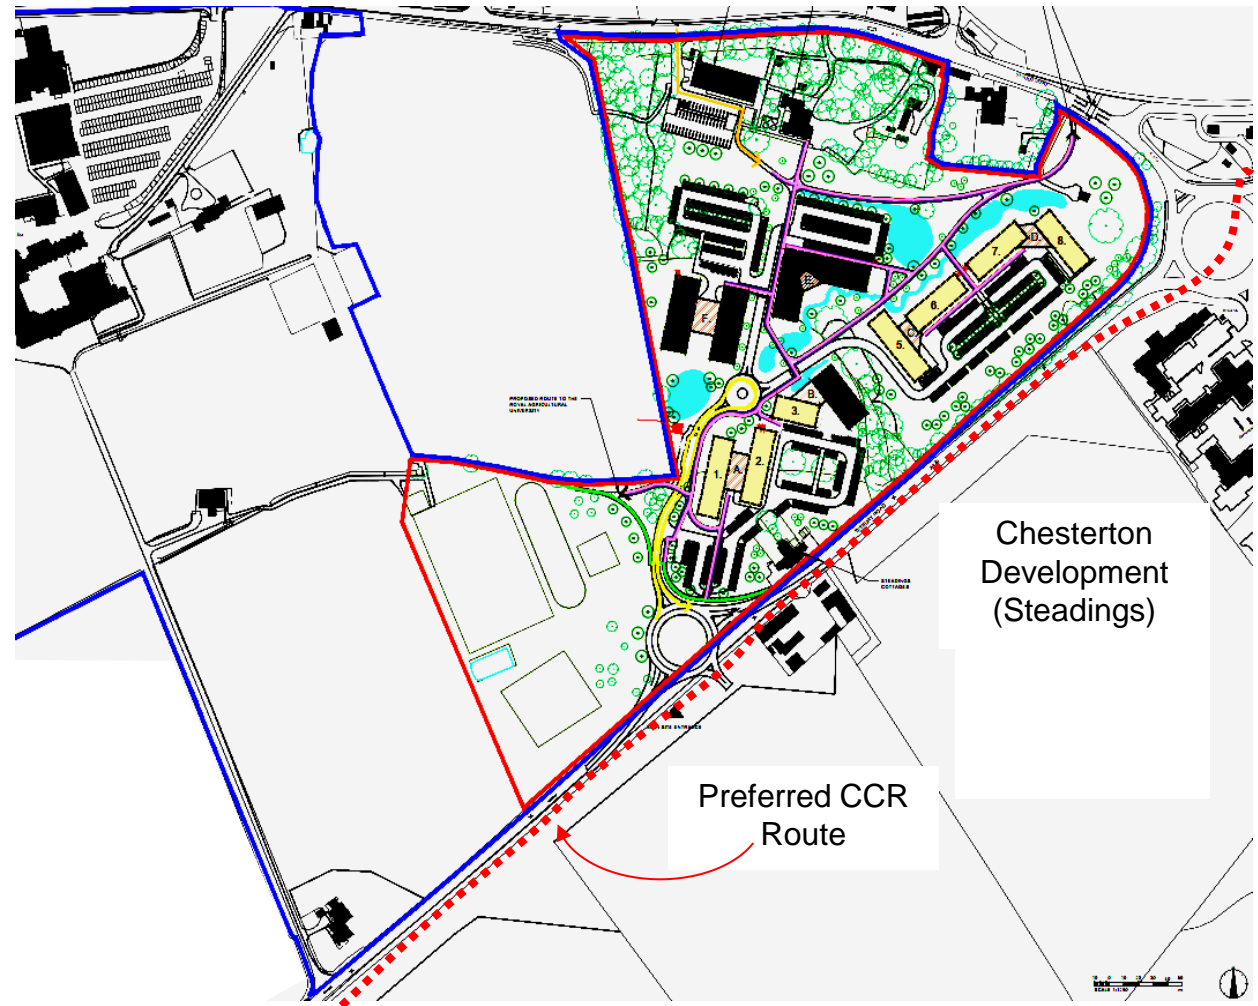 D.
8.
7.
6.
F.
C.
5.
B.
3.
PROPOSED ROUTE TO THE
ROYAL AGRICULTURAL
UNIVERSITY
2.
1.
A.
Chesterton
Development
(Steadings)
STEADINGS
COTTAGES
Preferred CCR
Route